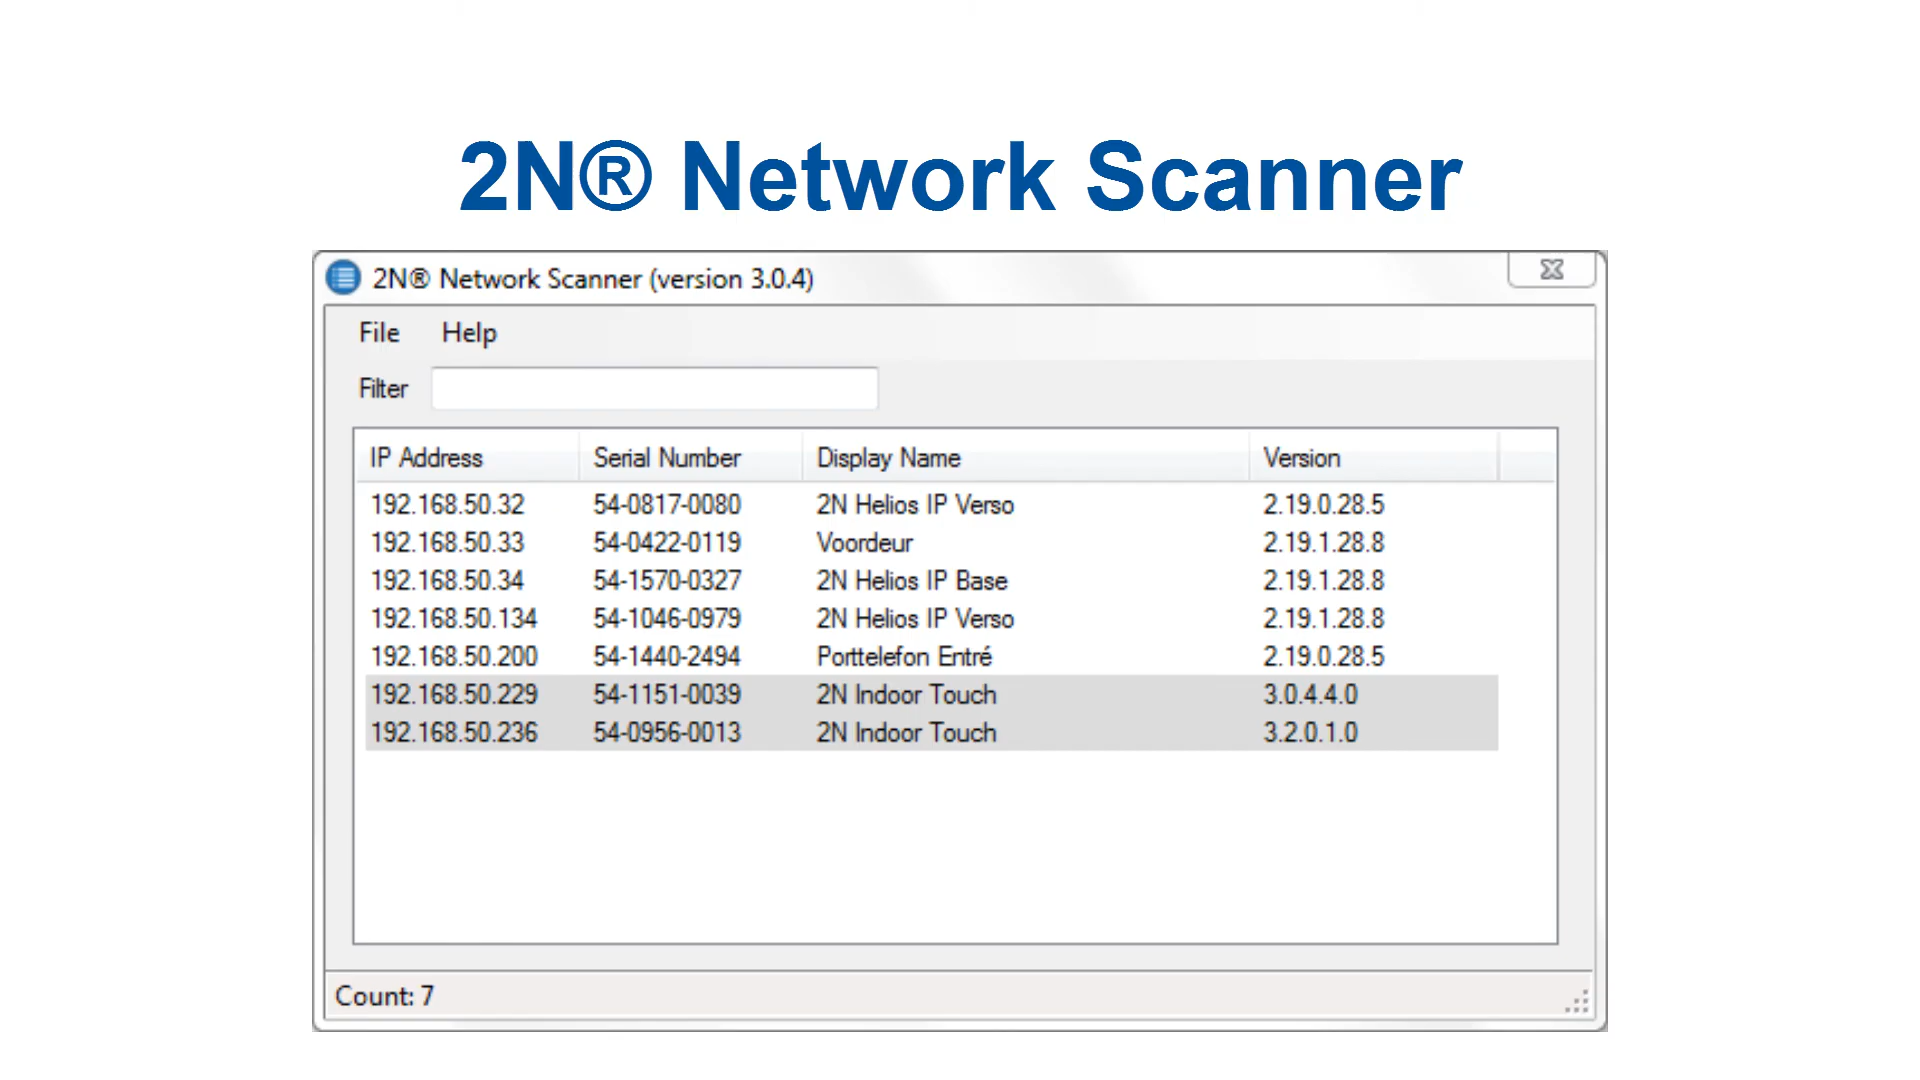 2N® Network Scanner
2N® Network Scanner (version 3.0.4)
File Help
Filter
IP Address Serial Number Display Name Version
192.168.50.32 54-0817-0080 2N Helios IP Verso 2.19.0.28.5
192.168.50.33 54-0422-0119 Voordeur 2.19.1.28.8
192.168.50.34 54-1570-0327 2N Helios IP Base 2.19.1.28.8
192.168.50.134 54-1046-0979 2N Helios IP Verso 2.19.1.28.8
192.168.50.200 54-1440-2494 Porttelefon Entré 2.19.0.28.5
192.168.50.229 54-1151-0039 2N Indoor Touch 3.0.4.4.0
192.168.50.236 54-0956-0013 2N Indoor Touch 3.2.0.1.0
Count: 7